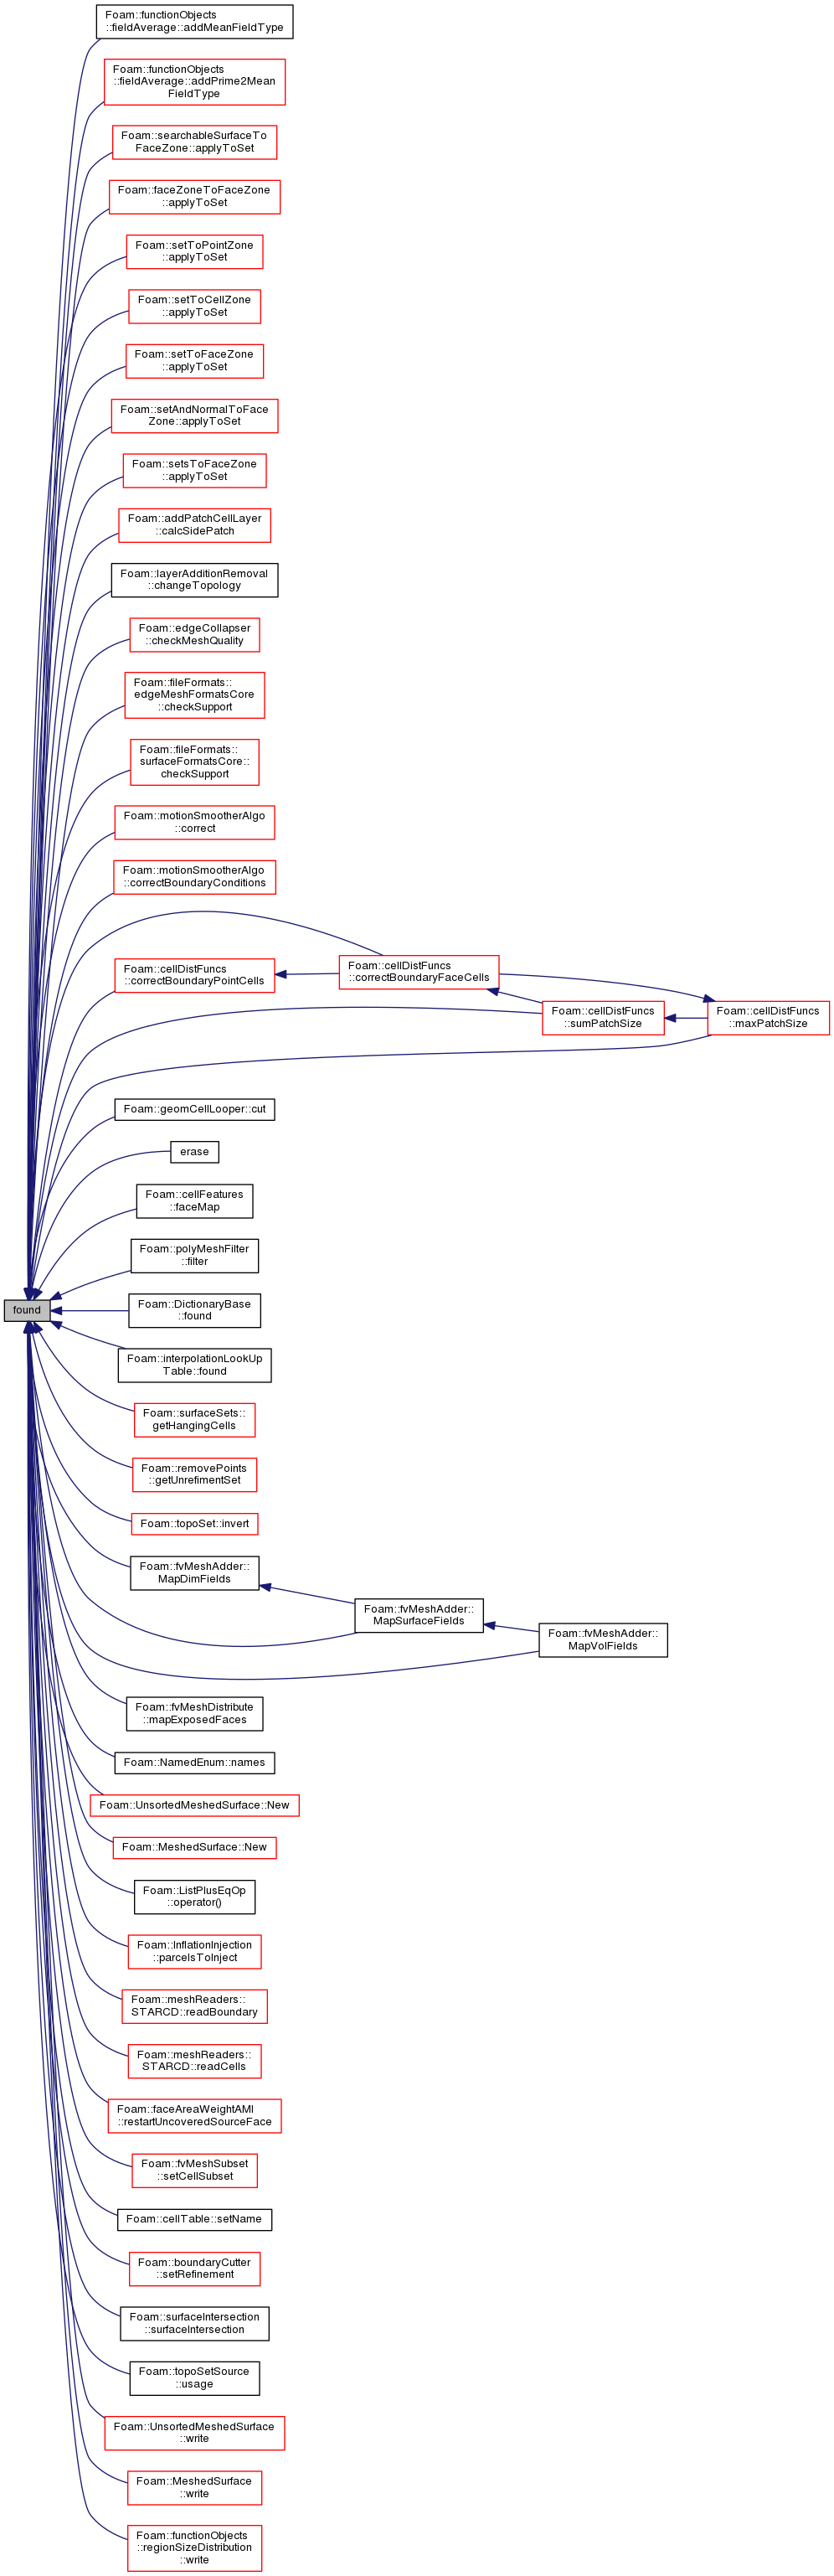 Foam::functionObjects
::fieldAverage::addMeanFieldType
Foam::functionObjects
::fieldAverage::addPrime2Mean
FieldType
Foam::searchableSurfaceTo
FaceZone::applyToSet
Foam::faceZoneToFaceZone
::applyToSet
Foam::setToPointZone
::applyToSet
Foam::setToCellZone
::applyToSet
Foam::setToFaceZone
::applyToSet
Foam::setAndNormalToFace
Zone::applyToSet
Foam::setsToFaceZone
::applyToSet
Foam::addPatchCellLayer
::calcSidePatch
Foam::layerAdditionRemoval
::changeTopology
Foam::edgeCollapser
::checkMeshQuality
Foam::fileFormats::
edgeMeshFormatsCore
::checkSupport
Foam::fileFormats::
surfaceFormatsCore::
checkSupport
Foam::motionSmootherAlgo
::correct
Foam::motionSmootherAlgo
::correctBoundaryConditions
Foam::cellDistFuncs
::correctBoundaryPointCells
Foam::cellDistFuncs
::correctBoundaryFaceCells
Foam::cellDistFuncs
::sumPatchSize
Foam::cellDistFuncs
::maxPatchSize
Foam::geomCellLooper::cut
erase
Foam::cellFeatures
::faceMap
Foam::polyMeshFilter
::filter
found
Foam::DictionaryBase
::found
Foam::interpolationLookUp
Table::found
Foam::surfaceSets::
getHangingCells
Foam::removePoints
::getUnrefimentSet
Foam::topoSet::invert
Foam::fvMeshAdder::
MapDimFields
Foam::fvMeshAdder::
MapSurfaceFields
Foam::fvMeshAdder::
MapVolFields
Foam::fvMeshDistribute
::mapExposedFaces
Foam::NamedEnum::names
Foam::UnsortedMeshedSurface::New
Foam::MeshedSurface::New
Foam::ListPlusEqOp
::operator()
Foam::InflationInjection
::parcelsToInject
Foam::meshReaders::
STARCD::readBoundary
Foam::meshReaders::
STARCD::readCells
Foam::faceAreaWeightAMI
::restartUncoveredSourceFace
Foam::fvMeshSubset
::setCellSubset
Foam::cellTable::setName
Foam::boundaryCutter
::setRefinement
Foam::surfaceIntersection
::surfaceIntersection
Foam::topoSetSource
::usage
Foam::UnsortedMeshedSurface
::write
Foam::MeshedSurface
::write
Foam::functionObjects
::regionSizeDistribution
::write